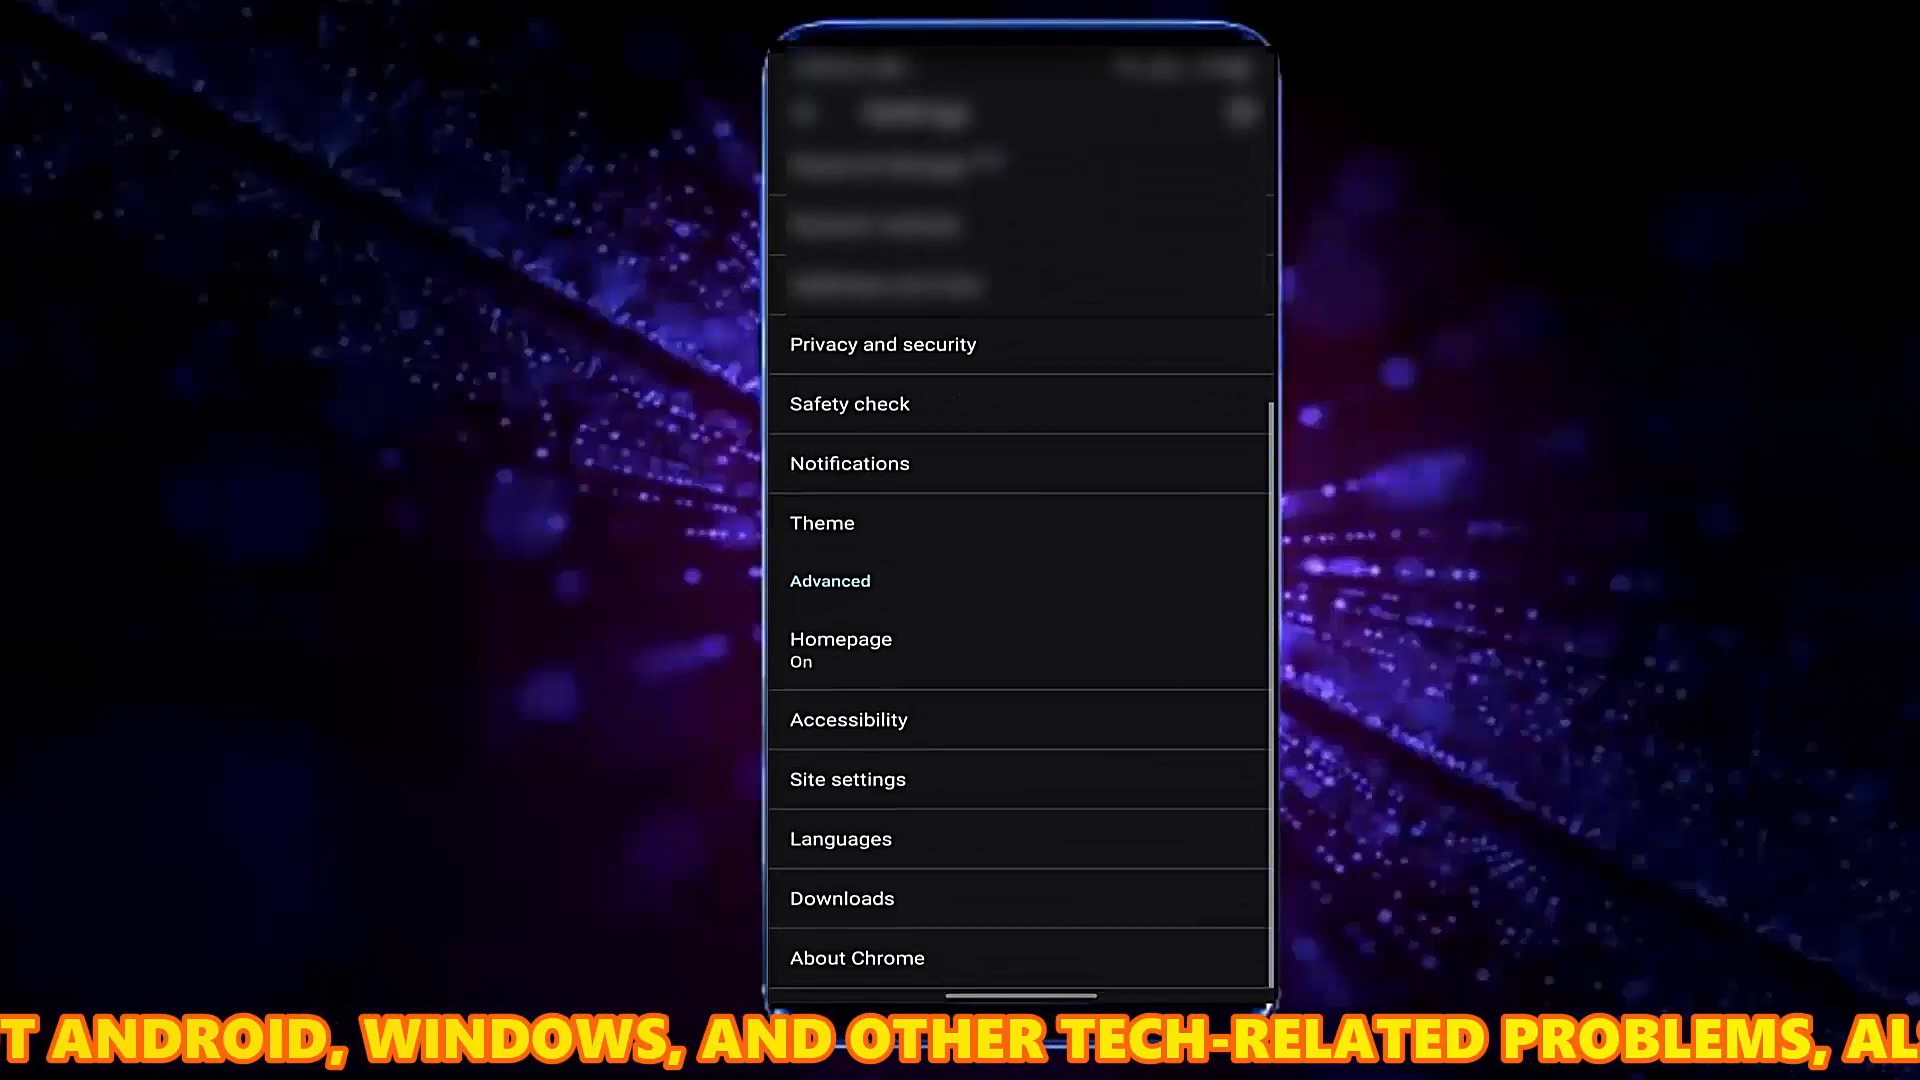 Privacy and security
Safety check
Notifications
Theme
Advanced
Homepage
On
Accessibility
Site settings
Languages
Downloads
About Chrome
T ANDROID, WINDOWS, AND OTHER TECH-RELATED PROBLEMS, AL